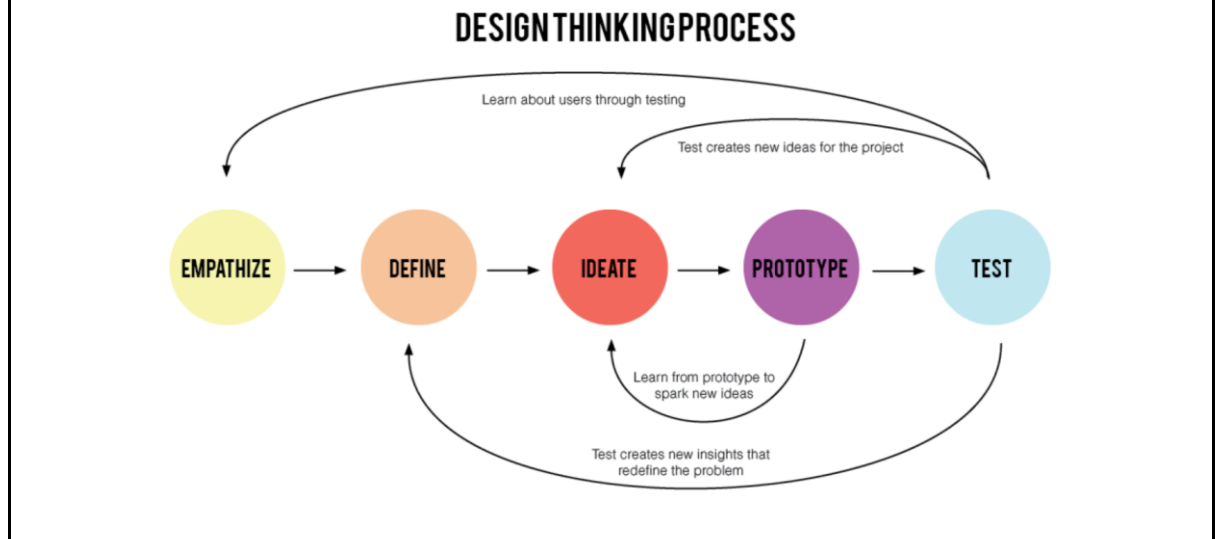 DESIGN THINKING PROCESS
Learn about users through testing
Test creates new ideas for the project
EMPATHIZE
DEFINE
IDEATE
PROTOTYPE
TEST
Learn from prototype to
spark new ideas
Test creates new insights that
redefine the problem